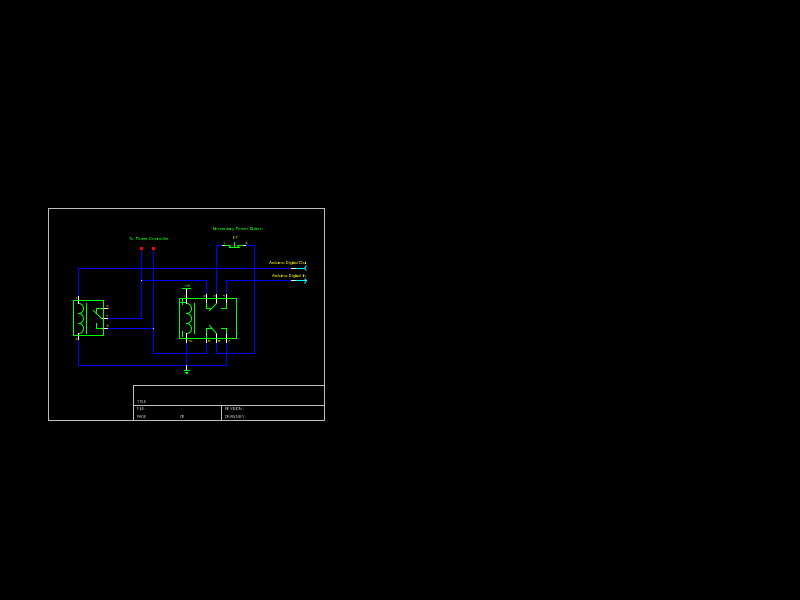 Momentary Power Button
To Power Controller
Arduino Digital Out
Arduino Digital In
TITLE
FILE:
REVISION:
PAGE
OF
DRAWN BY: